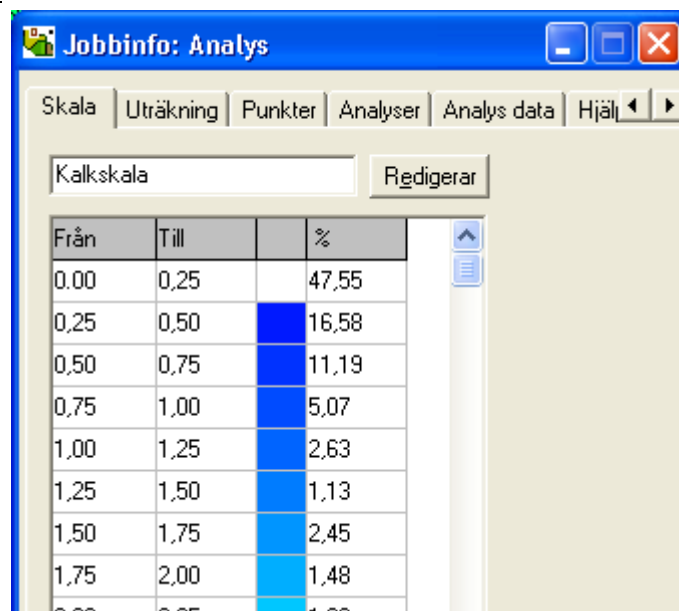 Jobbinfo: Analys
Skala Uträkning Punkter Analyser Analys data
Kalkskala Redigerar
Från Till %
0.00 0,25 47,55
0,25 0,50 16,58
0,50 0,75 11,19
0,75 1,00 5,07
1,00 1,25 2,63
1,25 1,50 1,13
1,50 1,75 2,45
1,75 2,00 1,48